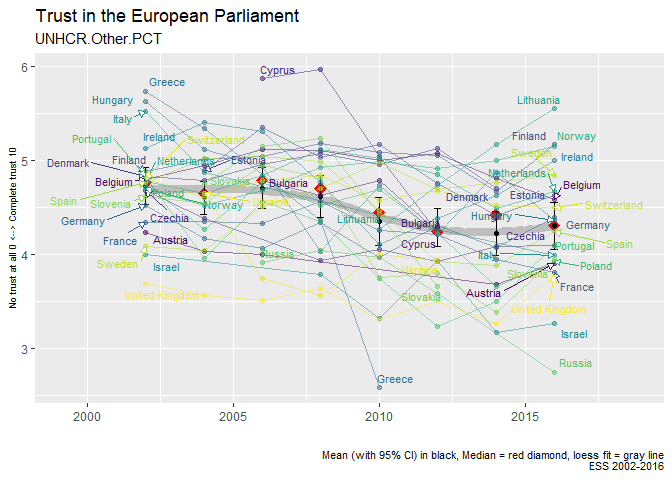 Trust in the European Parliament
UNHCR.Other.PCT
No trust at all 0 <--> Complete trust 10
6
5
4
3
2000
2005
2010
2015
Cyprus
Greece
Hungary
Italy
Ireland
Portugal
Switzerland
Finland
Netherlands
Estonia
Denmark
Belgium
Slovakia
Bulgaria
Spain
Slovenia
Poland
Norway
Ukraine
Germany
Czechia
France
Austria
Sweden
Israel
Russia
United Kingdom
Lithuania
Bulgaria
Cyprus
Ukraine
Slovakia
Greece
Lithuania
Finland
Norway
Sweden
Ireland
Netherlands
Belgium
Estonia
Denmark
Switzerland
Hungary
Germany
Czechia
Spain
Portugal
Italy
Poland
Slovenia
France
Austria
United Kingdom
Israel
Russia
Mean (with 95% CI) in black, Median = red diamond, loess fit = gray line
ESS 2002-2016